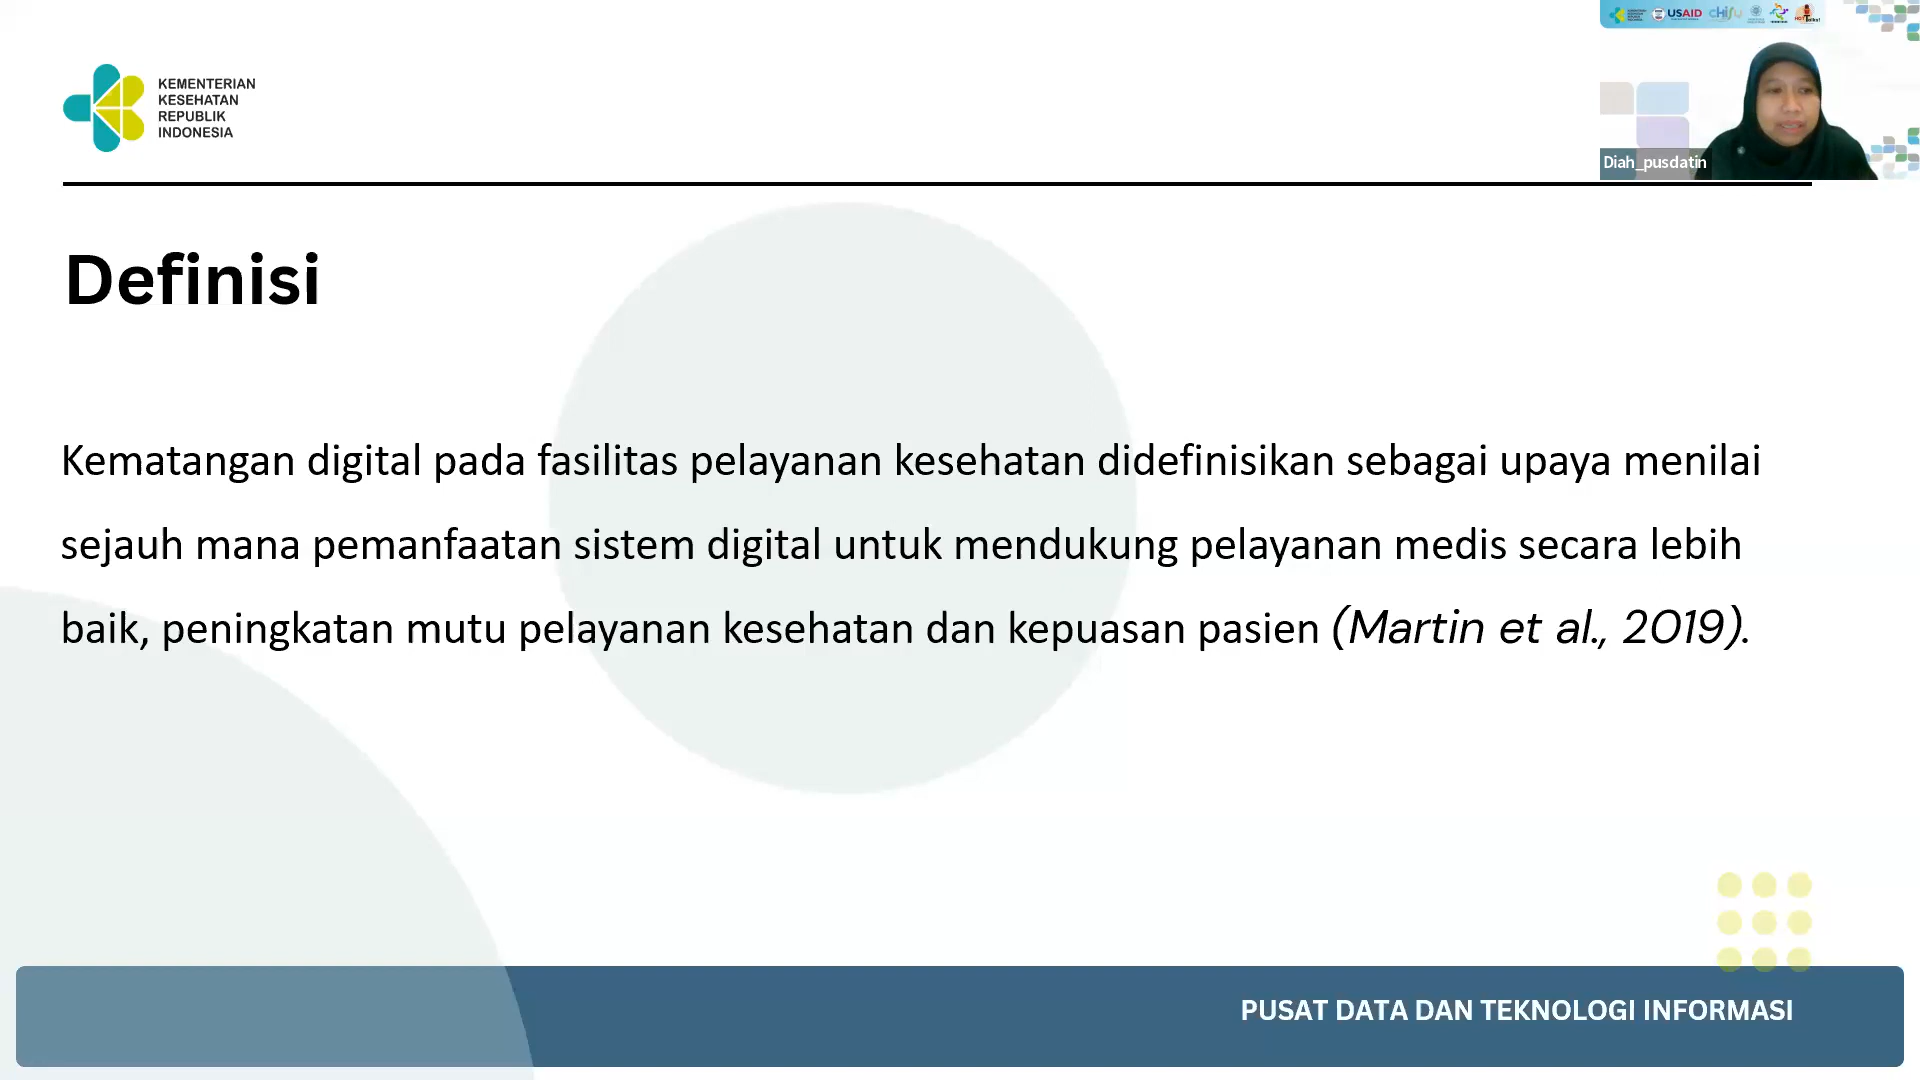 KEMENTERIAN
KESEHATAN
REPUBLIK
INDONESIA
USAID
CHISU
Diah_pusdatin
Definisi
Kematangan digital pada fasilitas pelayanan kesehatan didefinisikan sebagai upaya menilai
sejauh mana pemanfaatan sistem digital untuk mendukung pelayanan medis secara lebih
baik, peningkatan mutu pelayanan kesehatan dan kepuasan pasien (Martin et al., 2019).
PUSAT DATA DAN TEKNOLOGI INFORMASI